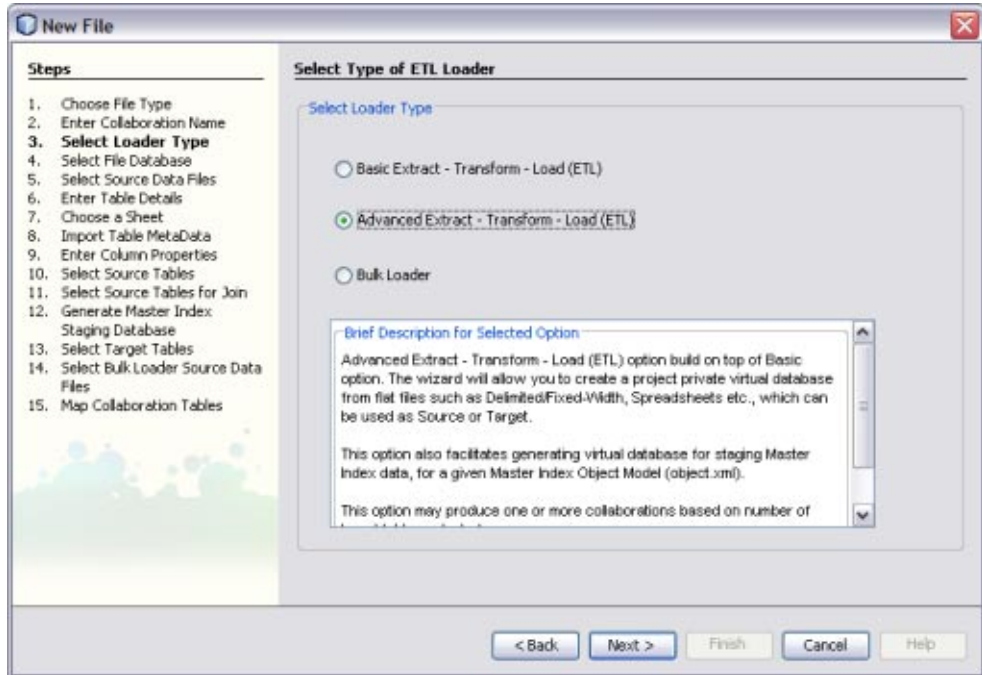 New File
Steps
1. Choose File Type
2. Enter Collaboration Name
3. Select Loader Type
4. Select File Database
5. Select Source Data Files
6. Enter Table Details
7. Choose a Sheet
8. Import Table MetaData
9. Enter Column Properties
10. Select Source Tables
11. Select Source Tables for Join
12. Generate Master Index
Staging Database
13. Select Target Tables
14. Select Bulk Loader Source Data
Files
15. Map Collaboration Tables
Select Type of ETL Loader
Select Loader Type
Basic Extract - Transform - Load (ETL)
Advanced Extract - Transform - Load (ETL)
Bulk Loader
Brief Description for Selected Option
Advanced Extract - Transform - Load (ETL) option build on top of Basic
option. The wizard will allow you to create a project private virtual database
from flat files such as Delimited/Fixed-Width, Spreadsheets etc., which can
be used as Source or Target.
This option also facilitates generating virtual database for staging Master
Index data, for a given Master Index Object Model (object.xml).
This option may produce one or more collaborations based on number of
< Back
Next >
Finish
Cancel
Help